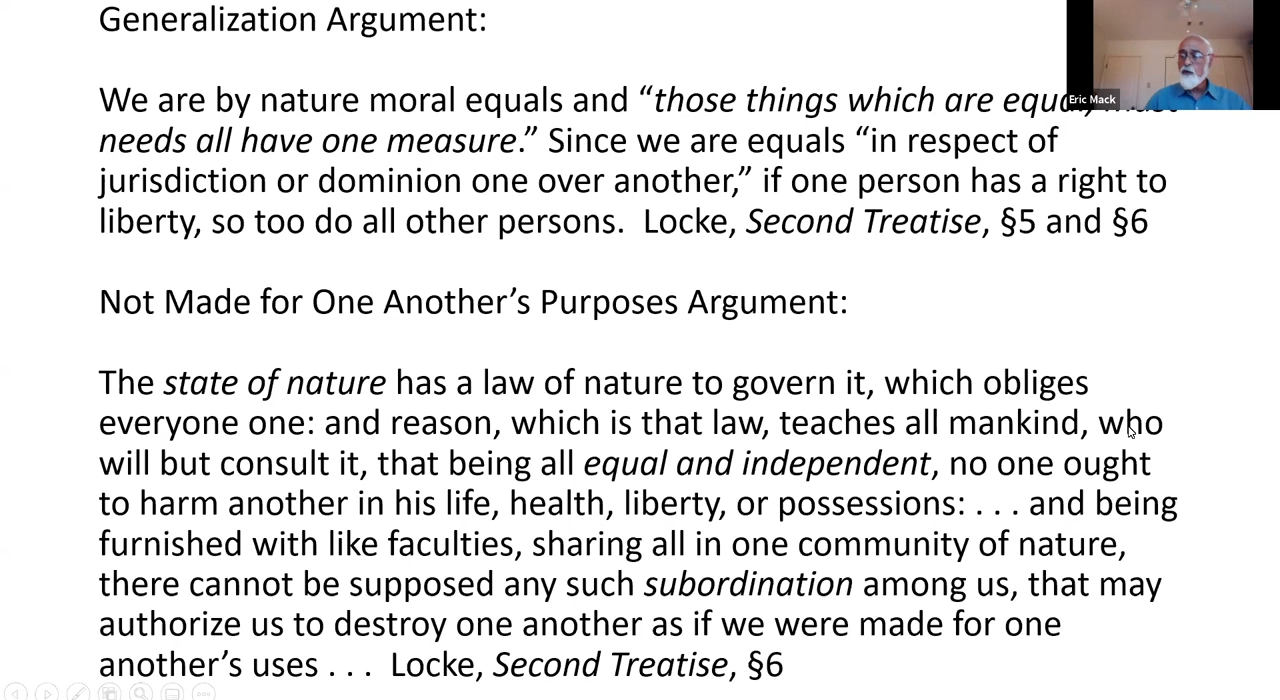 Generalization Argument:
We are by nature moral equals and “those things which are equal,
needs all have one measure.” Since we are equals “in respect of
jurisdiction or dominion one over another,” if one person has a right to
liberty, so too do all other persons.  Locke, Second Treatise, §5 and §6
Not Made for One Another’s Purposes Argument:
The state of nature has a law of nature to govern it, which obliges
everyone one: and reason, which is that law, teaches all mankind, who
will but consult it, that being all equal and independent, no one ought
to harm another in his life, health, liberty, or possessions: . . . and being
furnished with like faculties, sharing all in one community of nature,
there cannot be supposed any such subordination among us, that may
authorize us to destroy one another as if we were made for one
another’s uses . . .  Locke, Second Treatise, §6
Eric Mack